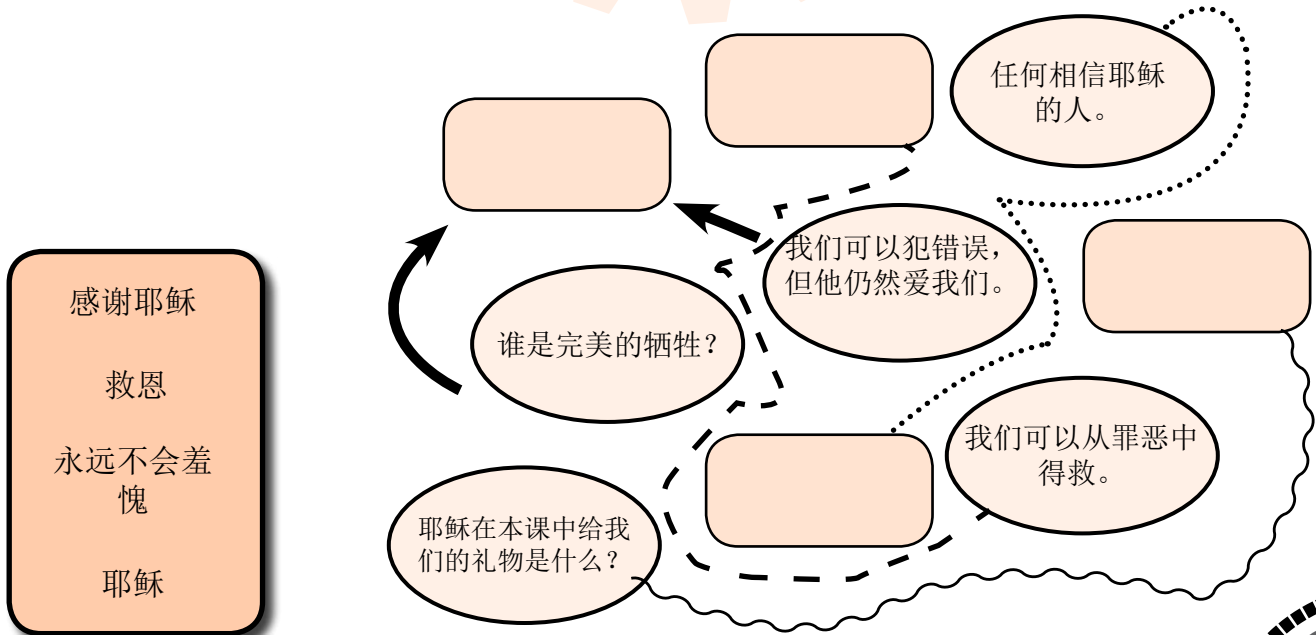 感谢耶稣
救恩
永远不会羞
愧
耶稣
任何相信耶稣
的人。
我们可以犯错误，
但他仍然爱我们。
谁是完美的牺牲？
我们可以从罪恶中
得救。
耶稣在本课中给我
们的礼物是什么？